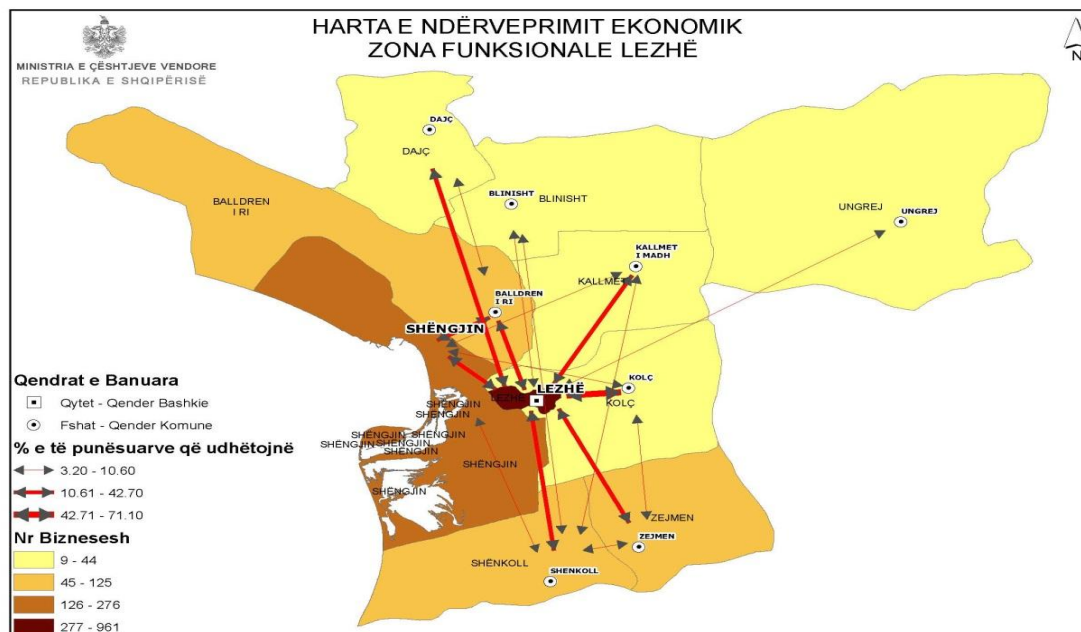 HARTA E NDËRVEPRIMIT EKONOMIK
ZONA FUNKSIONALE LEZHË
MINISTRIA E ÇËSHTJEVE VENDORE
REPUBLIKA E SHQIPËRISË
N
DAJÇ
DAJÇ
BLINISHT
BLINISHT
BALLDREN
I RI
UNGREJ
UNGREJ
KALLMET
I MADH
KALLMET
BALLDREN
I RI
SHËNGJIN
LEZHË
LEZHË
KOLÇ
KOLÇ
SHËNGJIN
SHËNGJIN
SHËNGJIN
SHËNGJIN
SHËNGJIN
SHËNGJIN
SHËNGJIN
SHËNGJIN
SHËNGJIN
ZEJMEN
ZEJMEN
SHËNKOLL
SHENKOLL
Qendrat e Banuara
Qytet - Qender Bashkie
Fshat - Qender Komune
% e të punësuarve që udhëtojnë
3.20 - 10.60
10.61 - 42.70
42.71 - 71.10
Nr Biznesesh
9 - 44
45 - 125
126 - 276
277 - 961